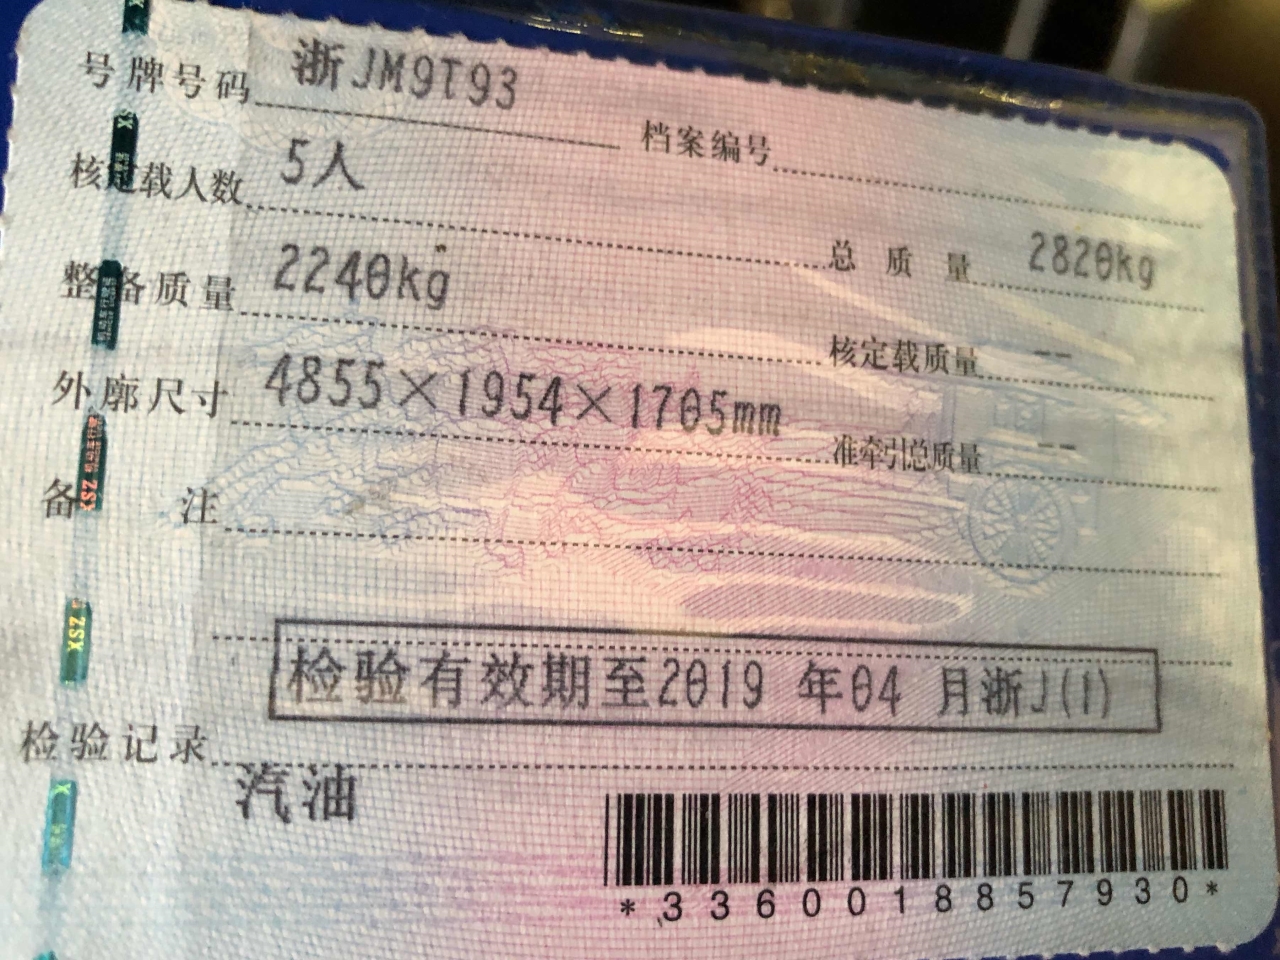 号牌号码 浙JM9T93 档案编号
核定载人数 5人 总质量 2820kg
整备质量 2240kg 核定载质量 --
外廓尺寸 4855×1954×1705mm 准牵引总质量 --
备注
检验有效期至2019 年04 月浙J(1)
检验记录
汽油
*3360018857930*